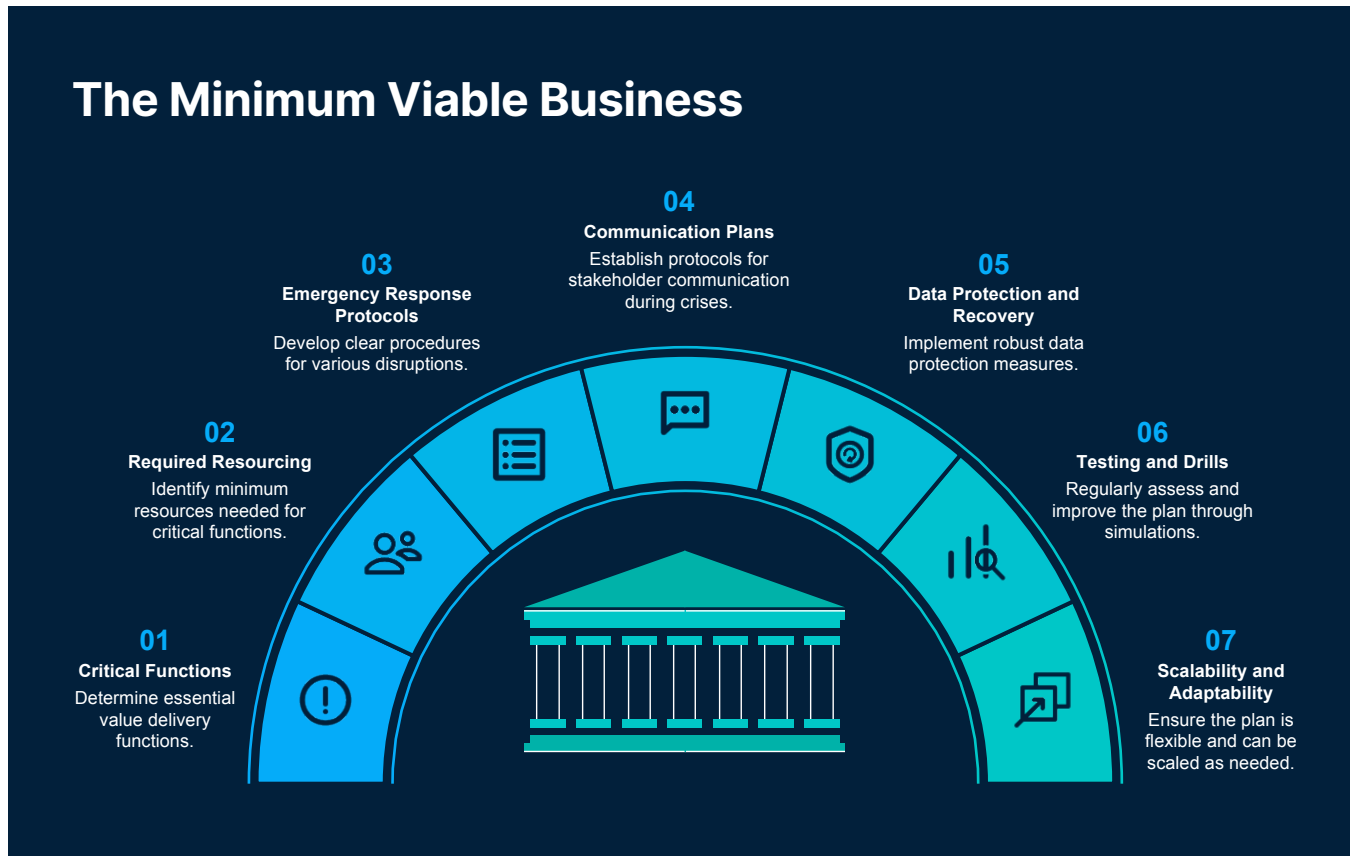 The Minimum Viable Business
01
Critical Functions
Determine essential
value delivery
functions.
02
Required Resourcing
Identify minimum
resources needed for
critical functions.
03
Emergency Response
Protocols
Develop clear procedures
for various disruptions.
04
Communication Plans
Establish protocols for
stakeholder communication
during crises.
05
Data Protection and
Recovery
Implement robust data
protection measures.
06
Testing and Drills
Regularly assess and
improve the plan through
simulations.
07
Scalability and
Adaptability
Ensure the plan is
flexible and can be
scaled as needed.